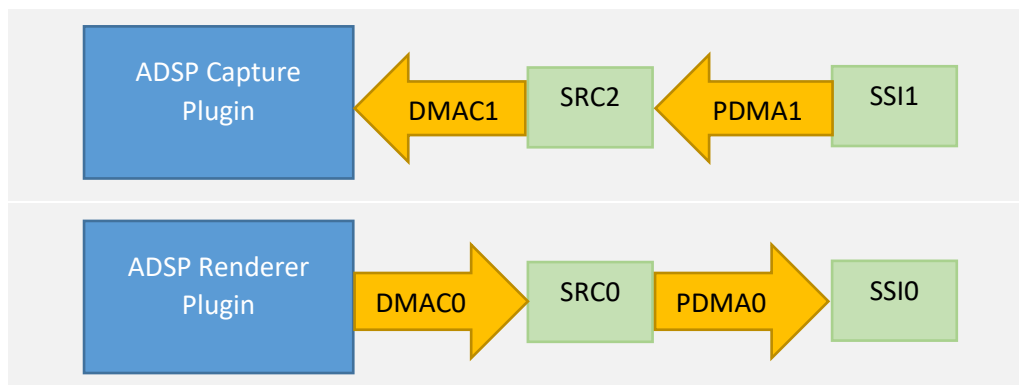 ADSP Capture
Plugin
DMAC1
SRC2
PDMA1
SSI1
ADSP Renderer
Plugin
DMAC0
SRC0
PDMA0
SSI0